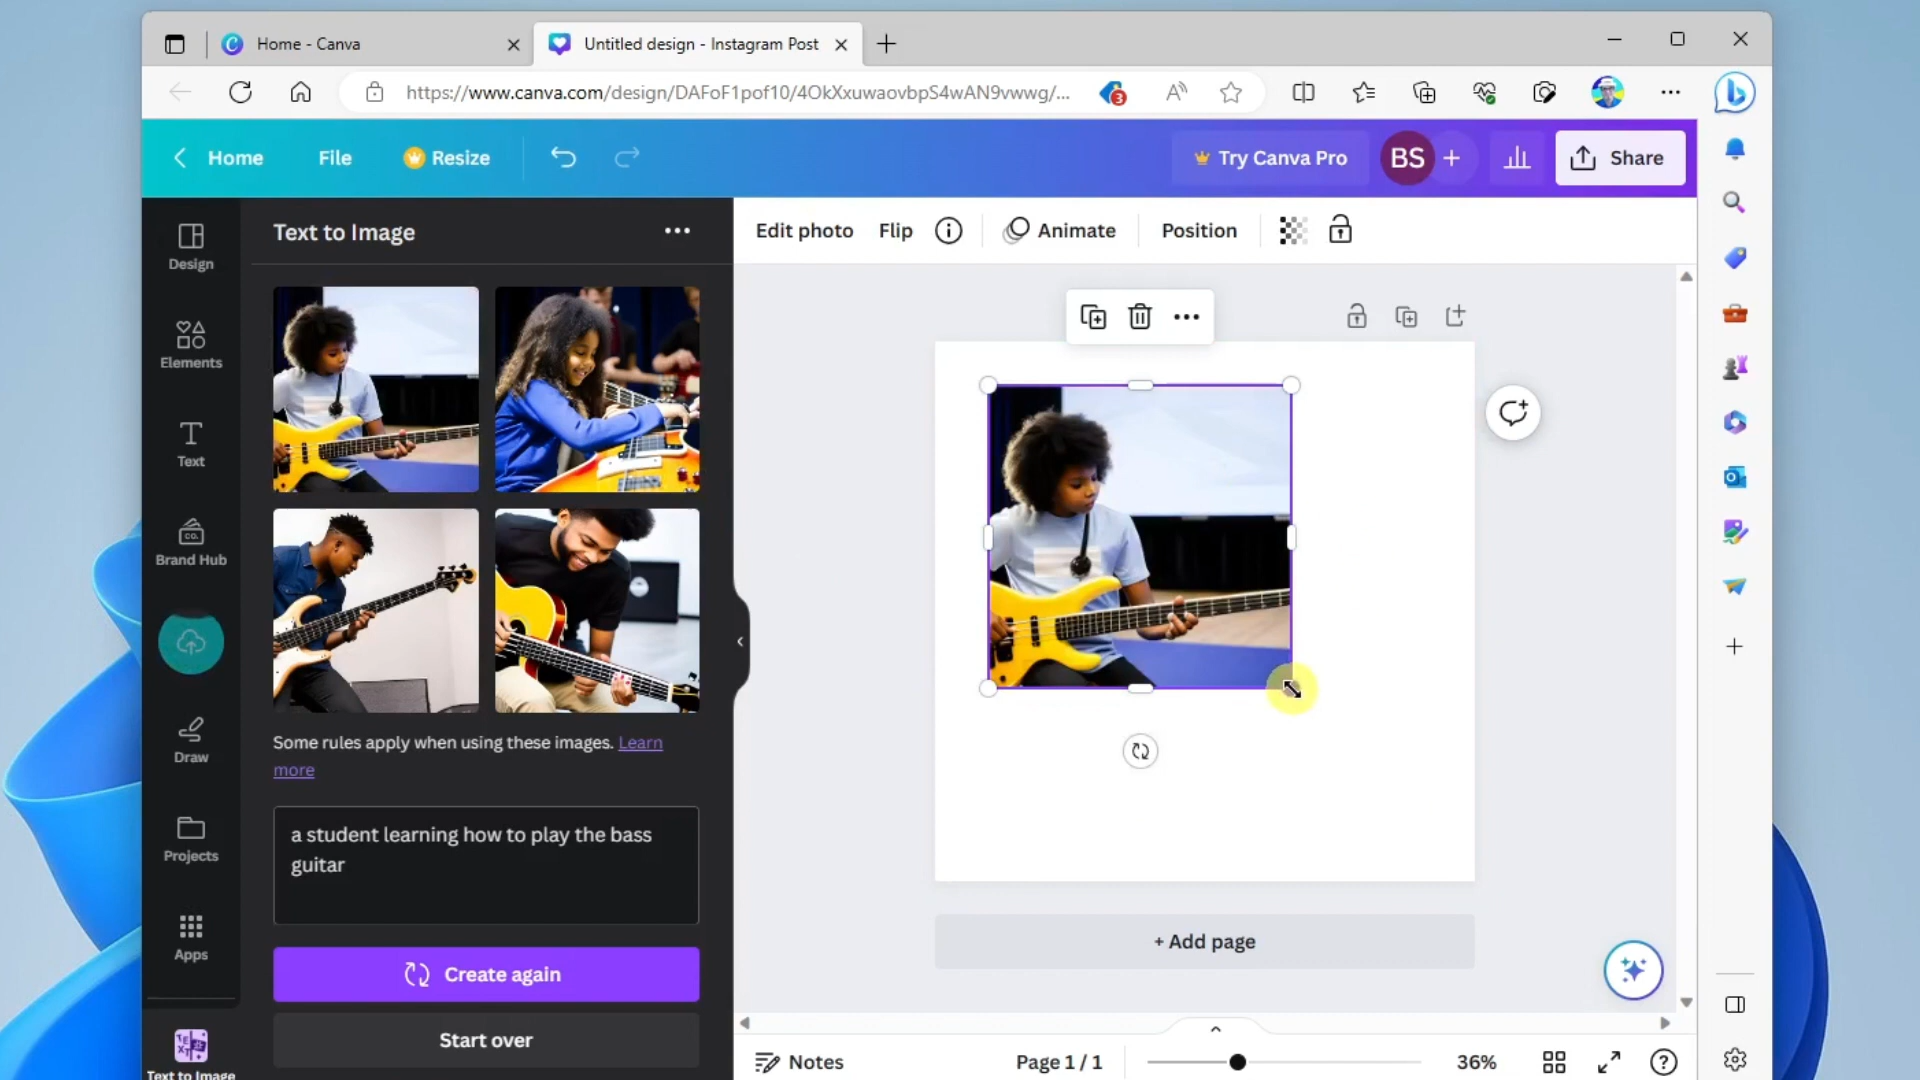 Home - Canva
Untitled design - Instagram Post
https://www.canva.com/design/DAFoF1pof10/4OkXxuwaovbpS4wAN9vwwg/...
3
Home
File
Resize
Try Canva Pro
BS
Share
Design
Elements
Text
Brand Hub
Draw
Projects
Apps
Text to Image
Text to Image
Some rules apply when using these images. Learn
more
a student learning how to play the bass
guitar
Create again
Start over
Edit photo
Flip
Animate
Position
+ Add page
Notes
Page 1 / 1
36%